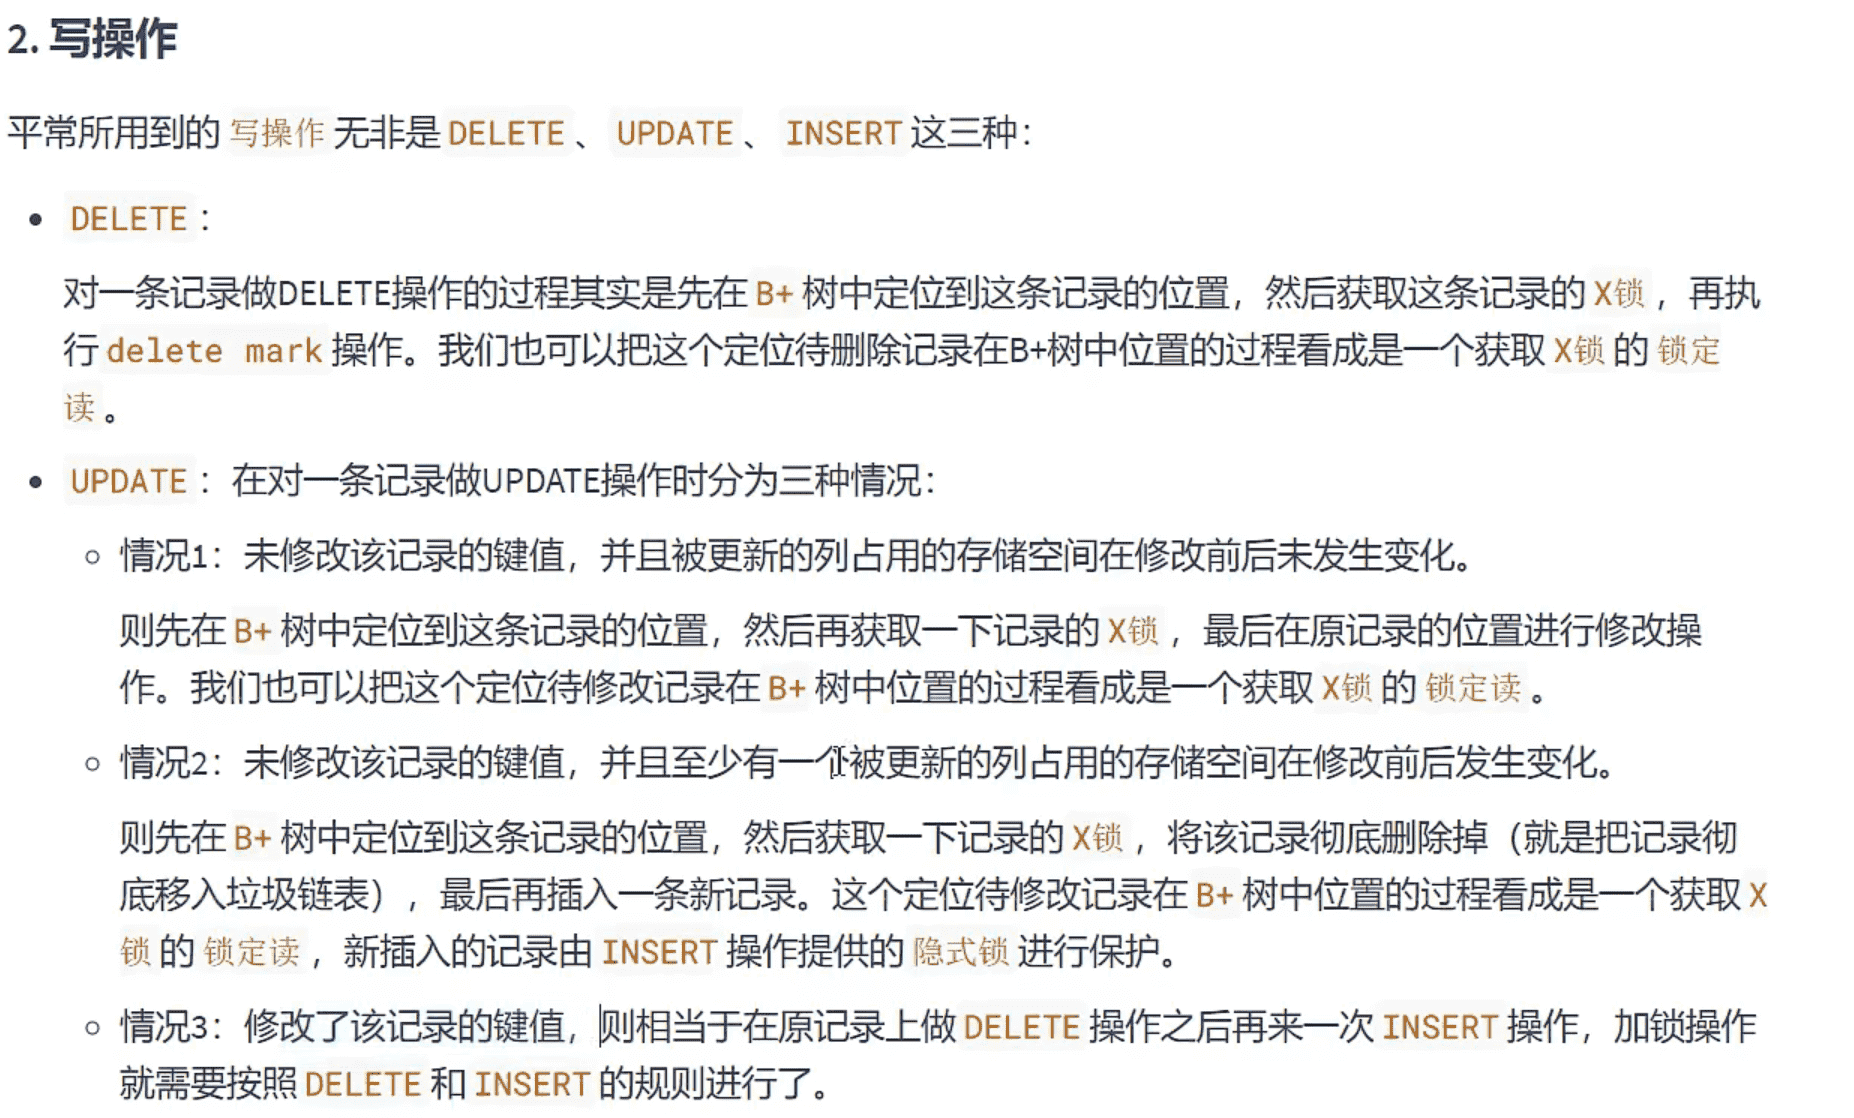 2. 写操作
平常所用到的 写操作 无非是 DELETE 、 UPDATE 、 INSERT 这三种：
• DELETE ：
对一条记录做DELETE操作的过程其实是先在 B+ 树中定位到这条记录的位置，然后获取这条记录的 X锁 ，再执
行 delete mark 操作。我们也可以把这个定位待删除记录在B+树中位置的过程看成是一个获取 X锁 的 锁定
读 。
• UPDATE ：在对一条记录做UPDATE操作时分为三种情况：
◦ 情况1：未修改该记录的键值，并且被更新的列占用的存储空间在修改前后未发生变化。
则先在 B+ 树中定位到这条记录的位置，然后再获取一下记录的 X锁 ，最后在原记录的位置进行修改操
作。我们也可以把这个定位待修改记录在 B+ 树中位置的过程看成是一个获取 X锁 的 锁定读 。
◦ 情况2：未修改该记录的键值，并且至少有一个被更新的列占用的存储空间在修改前后发生变化。
则先在 B+ 树中定位到这条记录的位置，然后获取一下记录的 X锁 ，将该记录彻底删除掉（就是把记录彻
底移入垃圾链表），最后再插入一条新记录。这个定位待修改记录在 B+ 树中位置的过程看成是一个获取 X
锁 的 锁定读 ，新插入的记录由 INSERT 操作提供的 隐式锁 进行保护。
◦ 情况3：修改了该记录的键值，则相当于在原记录上做 DELETE 操作之后再来一次 INSERT 操作，加锁操作
就需要按照 DELETE 和 INSERT 的规则进行了。